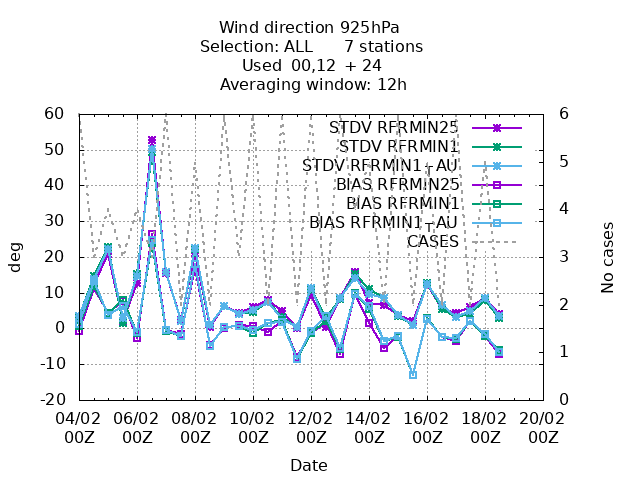 Wind direction 925hPa
Selection: ALL 7 stations
Used 00,12 + 24
Averaging window: 12h
STDV RFRMIN25
STDV RFRMIN1
STDV RFRMIN1_AU
BIAS RFRMIN25
BIAS RFRMIN1
BIAS RFRMIN1_AU
CASES
60
50
40
30
20
10
0
-10
-20
deg
6
5
4
3
2
1
0
No cases
04/02 06/02 08/02 10/02 12/02 14/02 16/02 18/02 20/02
00Z 00Z 00Z 00Z 00Z 00Z 00Z 00Z 00Z
Date